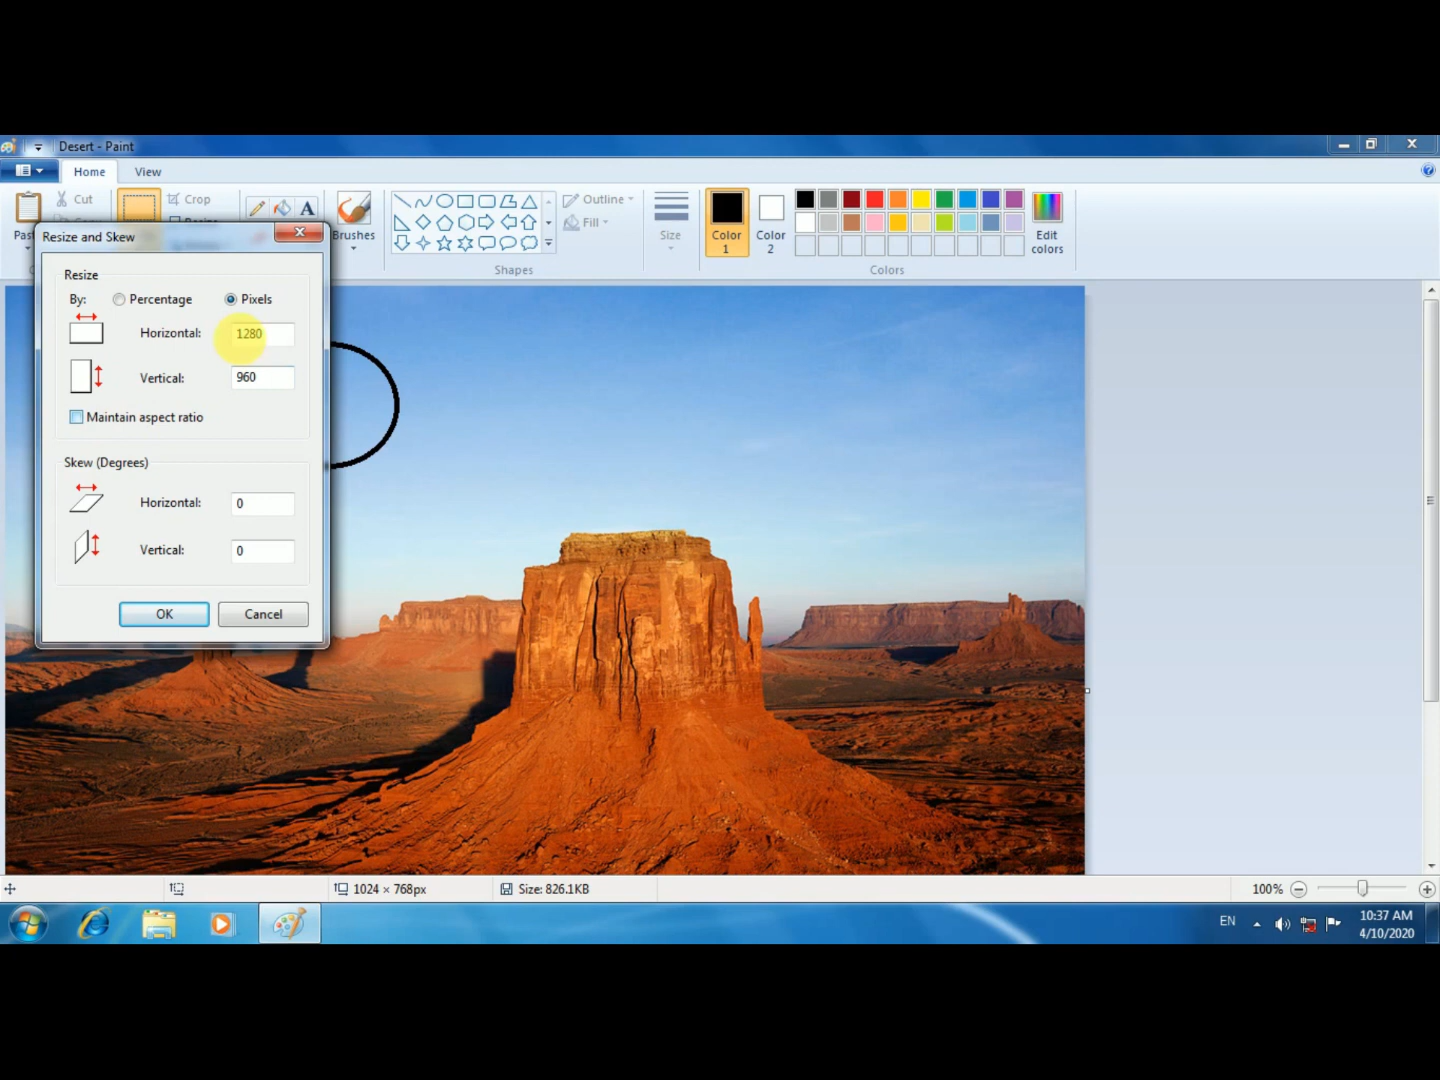 Desert - Paint
Home View
Cut
Crop
Brushes
Outline
Fill
Size
Color
1
Color
2
Edit
colors
Shapes
Colors
Resize and Skew
Resize
By: Percentage Pixels
Horizontal: 1280
Vertical: 960
Maintain aspect ratio
Skew (Degrees)
Horizontal: 0
Vertical: 0
OK Cancel
1024 × 768px Size: 826.1KB 100%
EN 10:37 AM
4/10/2020